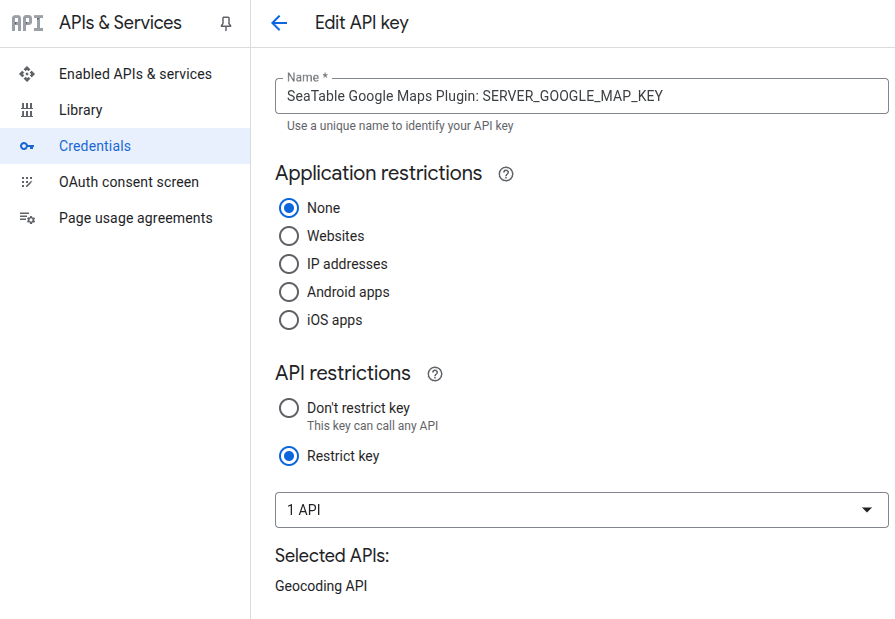 API APIs & Services
Enabled APIs & services
Library
Credentials
OAuth consent screen
Page usage agreements
Edit API key
Name *
SeaTable Google Maps Plugin: SERVER_GOOGLE_MAP_KEY
Use a unique name to identify your API key
Application restrictions
None
Websites
IP addresses
Android apps
iOS apps
API restrictions
Don't restrict key
This key can call any API
Restrict key
1 API
Selected APIs:
Geocoding API